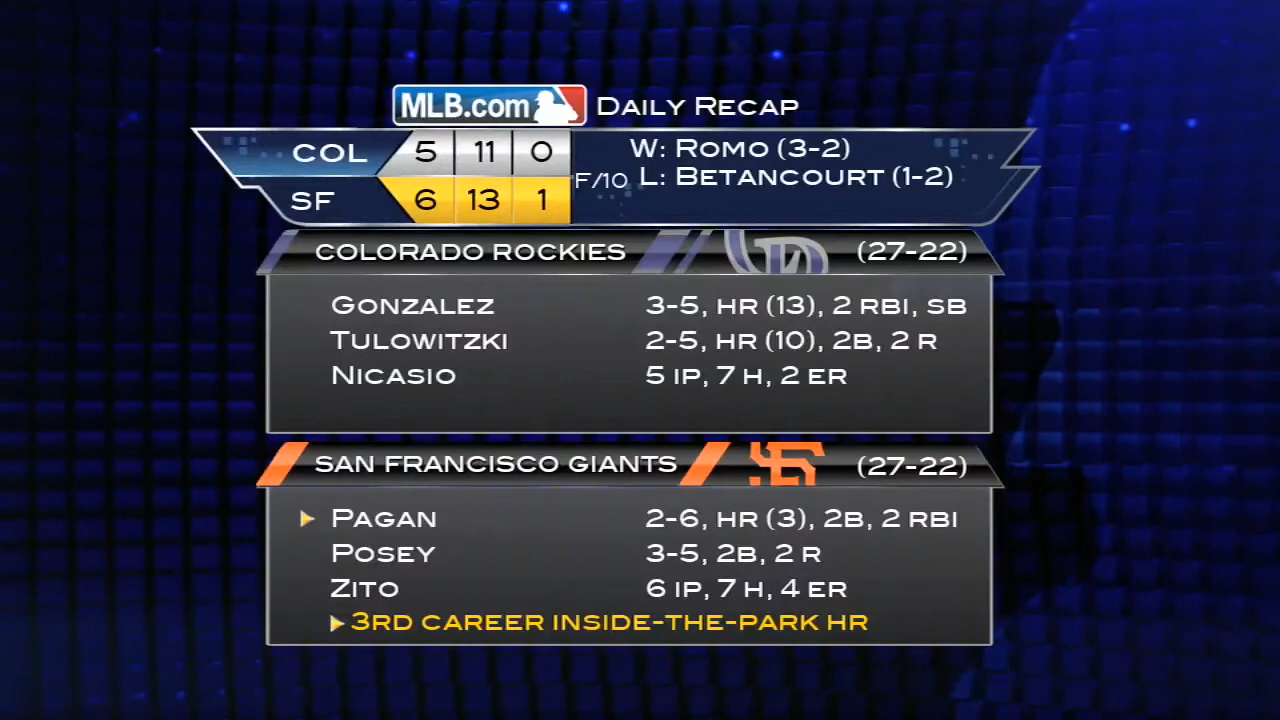 MLB.com DAILY RECAP
COL 5 11 0
SF 6 13 1
F/10
W: ROMO (3-2)
L: BETANCOURT (1-2)
COLORADO ROCKIES (27-22)
GONZALEZ 3-5, HR (13), 2 RBI, SB
TULOWITZKI 2-5, HR (10), 2B, 2 R
NICASIO 5 IP, 7 H, 2 ER
SAN FRANCISCO GIANTS SF (27-22)
PAGAN 2-6, HR (3), 2B, 2 RBI
POSEY 3-5, 2B, 2 R
ZITO 6 IP, 7 H, 4 ER
3RD CAREER INSIDE-THE-PARK HR